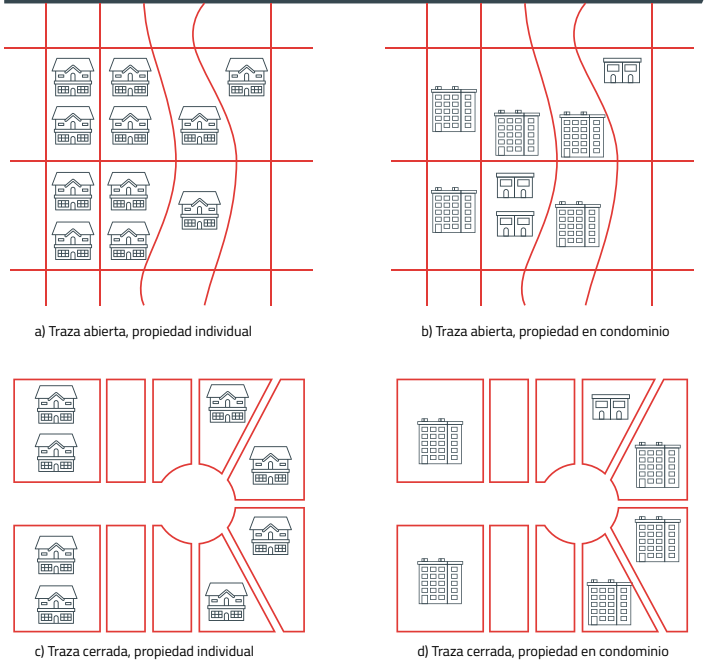 a) Traza abierta, propiedad individual
b) Traza abierta, propiedad en condominio
c) Traza cerrada, propiedad individual
d) Traza cerrada, propiedad en condominio